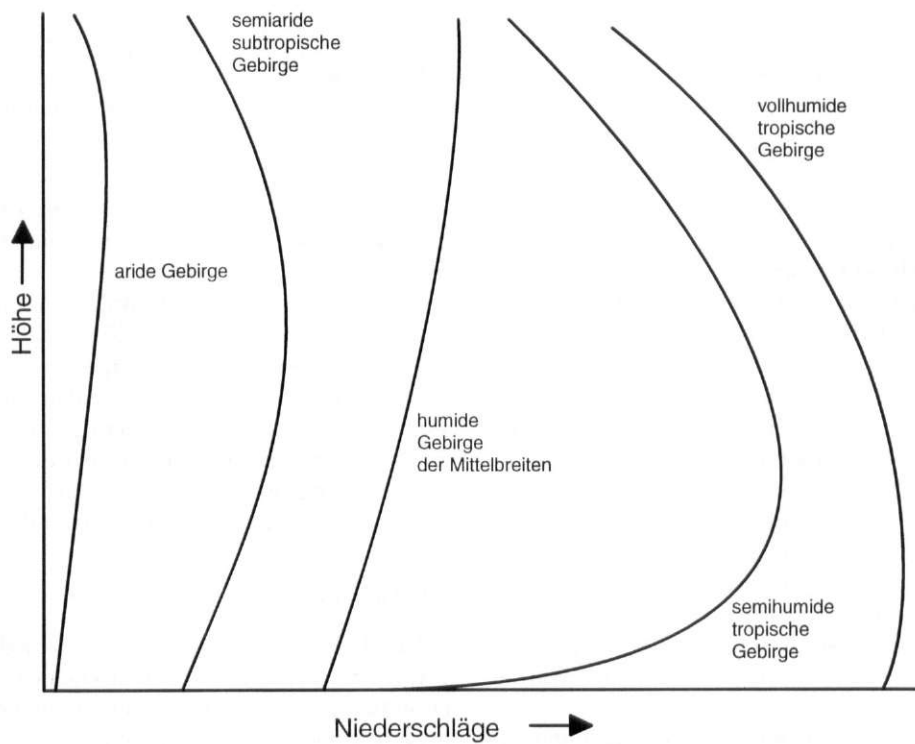 semiaride
subtropische
Gebirge
vollhumide
tropische
Gebirge
Höhe
aride Gebirge
humide
Gebirge
der Mittelbreiten
semihumide
tropische
Gebirge
Niederschläge